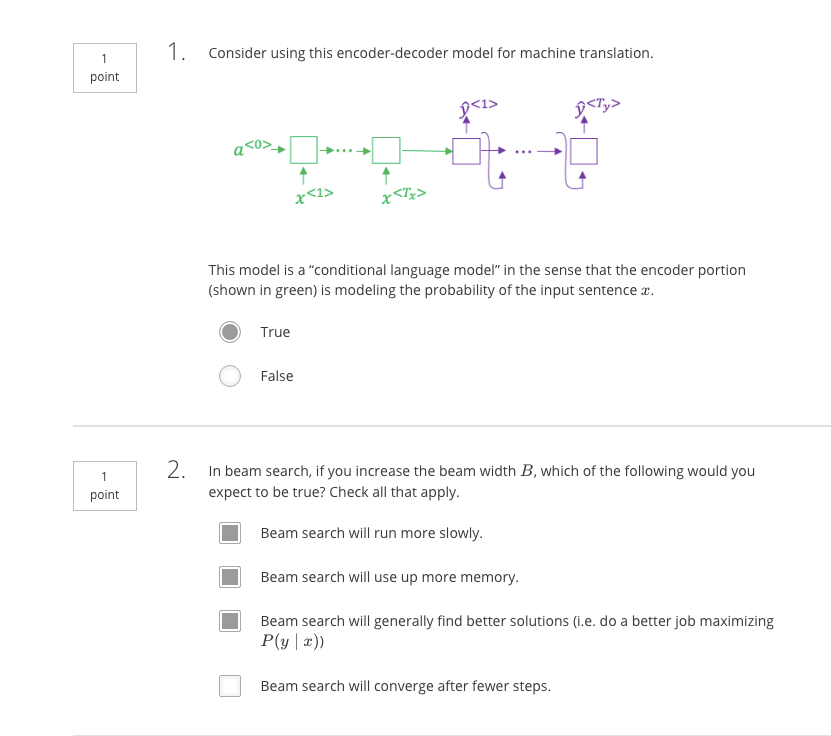 1
point
1.
Consider using this encoder-decoder model for machine translation.
ŷ<1>
ŷ<Ty>
a<0>
...
...
x<1>
x<Tx>
This model is a “conditional language model” in the sense that the encoder portion
(shown in green) is modeling the probability of the input sentence x.
True
False
1
point
2.
In beam search, if you increase the beam width B, which of the following would you
expect to be true? Check all that apply.
Beam search will run more slowly.
Beam search will use up more memory.
Beam search will generally find better solutions (i.e. do a better job maximizing
P(y | x))
Beam search will converge after fewer steps.